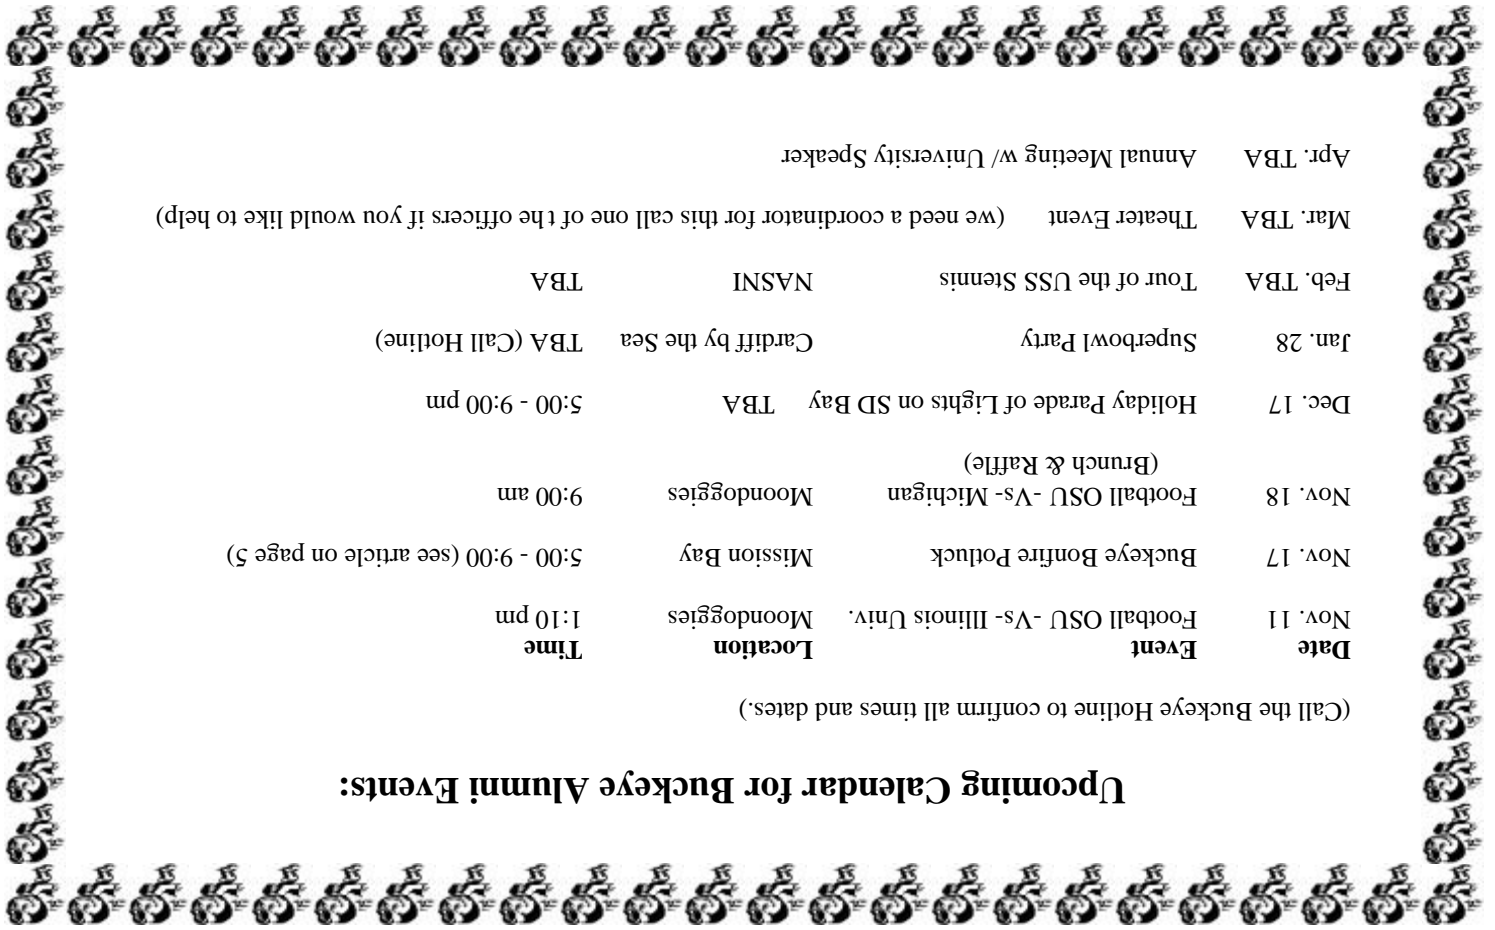 Upcoming Calendar for Buckeye Alumni Events:
(Call the Buckeye Hotline to confirm all times and dates.)
Date Event Location Time
Nov. 11 Football OSU -Vs- Illinois Univ. Moondoggies 1:10 pm
Nov. 17 Buckeye Bonfire Potluck Mission Bay 5:00 - 9:00 (see article on page 5)
Nov. 18 Football OSU -Vs- Michigan Moondoggies 9:00 am
(Brunch & Raffle)
Dec. 17 Holiday Parade of Lights on SD Bay TBA 5:00 - 9:00 pm
Jan. 28 Superbowl Party Cardiff by the Sea TBA (Call Hotline)
Feb. TBA Tour of the USS Stennis NASNI TBA
Mar. TBA Theater Event (we need a coordinator for this call one of the officers if you would like to help)
Apr. TBA Annual Meeting w/ University Speaker